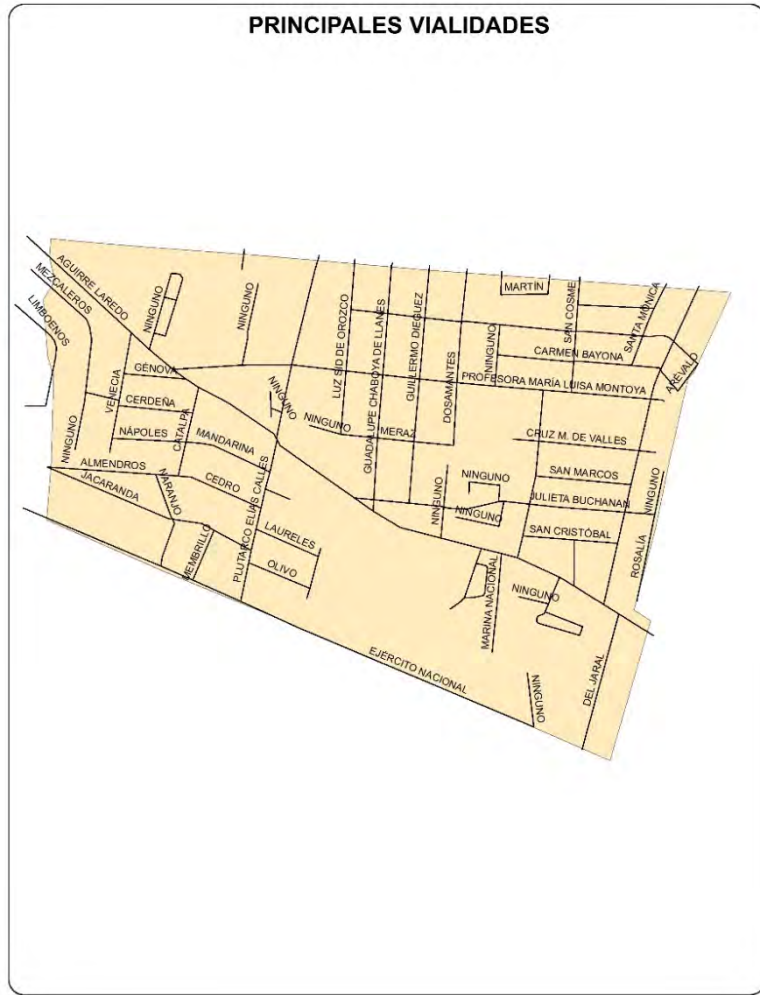 PRINCIPALES VIALIDADES
AGUIRRE LAREDO
MEZCALEROS
LIMBOENOS
NINGUNO
NINGUNO
LUZ SID DE OROZCO
GUADALUPE CHABOYA DE LLANES
GUILLERMO DIEGUEZ
DOSAMANTES
MARTÍN
NINGUNO
SAN COSME
SANTA MONICA
CARMEN BAYONA
ARÉVALO
GÉNOVA
PROFESORA MARÍA LUISA MONTOYA
VENECIA
CERDEÑA
NINGUNO
NINGUNO
MERAZ
NÁPOLES
CATALPA
MANDARINA
CRUZ M. DE VALLES
NINGUNO
ALMENDROS
JACARANDA
NARANJO
CEDRO
NINGUNO
SAN MARCOS
NINGUNO
JULIETA BUCHANAN
NINGUNO
NINGUNO
PLUTARCO ELIAS CALLES
LAURELES
SAN CRISTÓBAL
MEMBRILLO
OLIVO
ROSALÍA
MARINA NACIONAL
NINGUNO
EJÉRCITO NACIONAL
NINGUNO
DEL JARAL